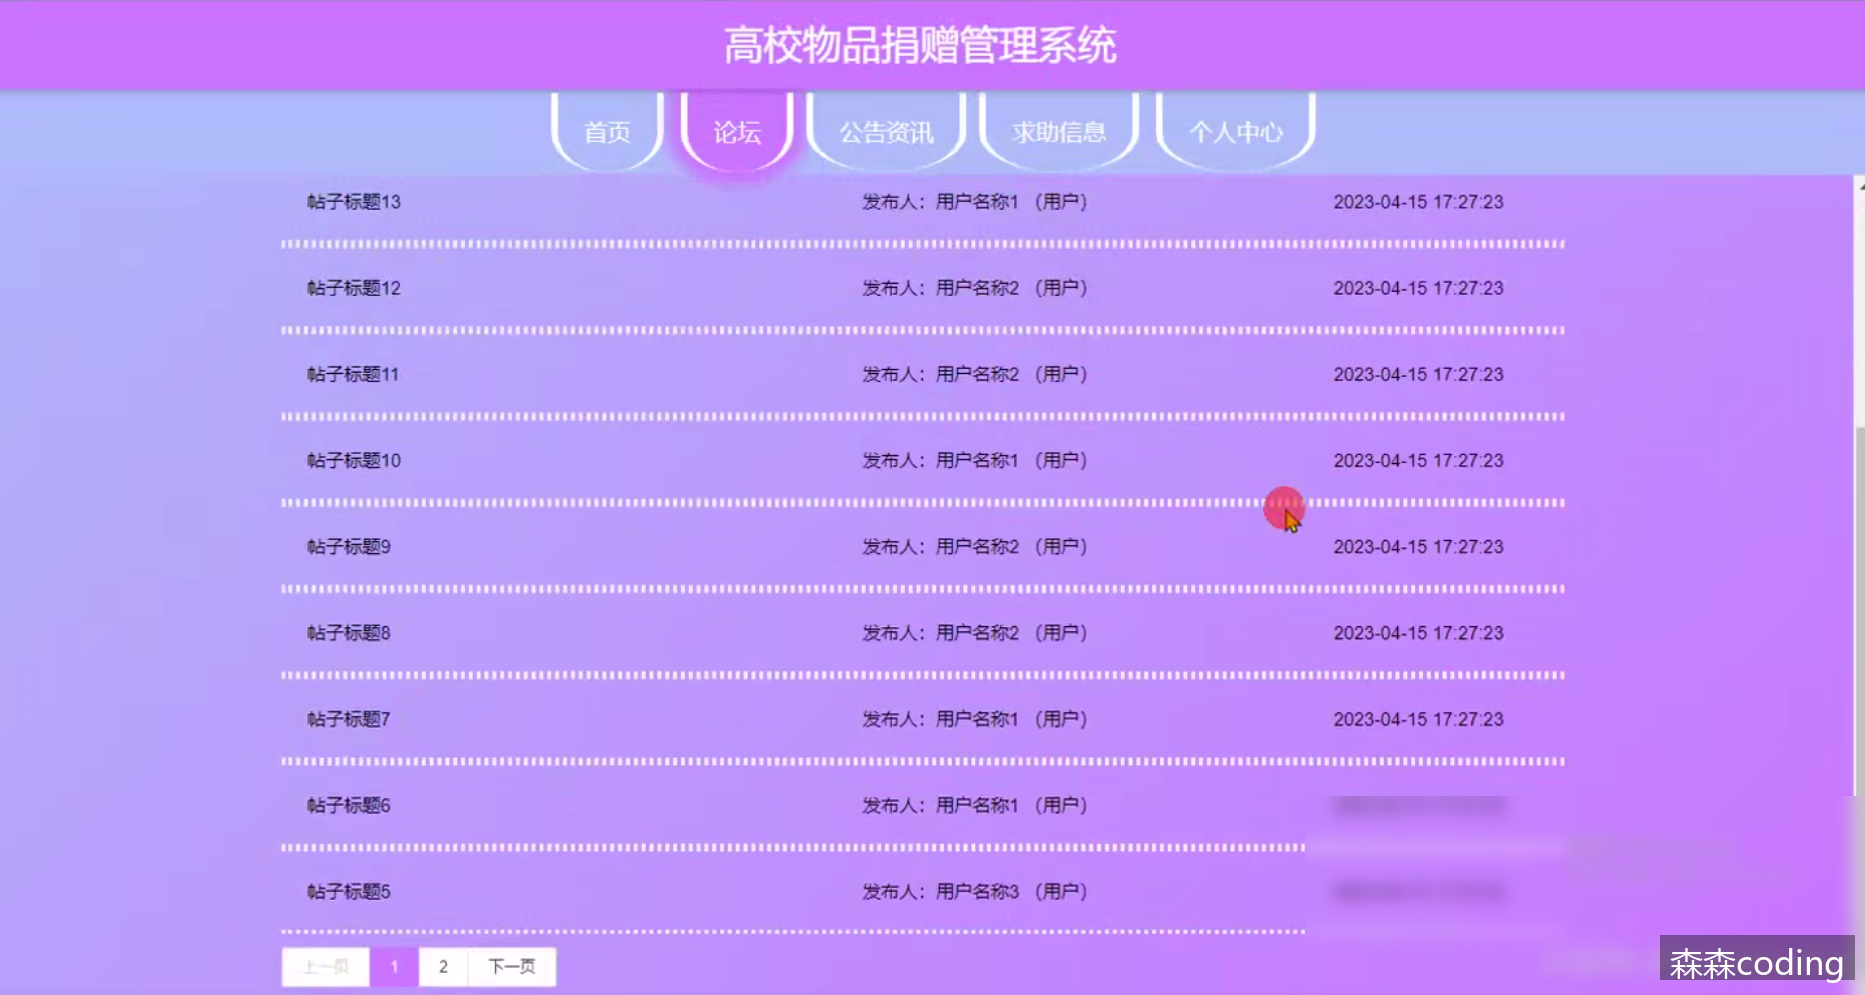 高校物品捐赠管理系统
首页 论坛 公告资讯 求助信息 个人中心
帖子标题13 发布人：用户名称1 （用户） 2023-04-15 17:27:23
帖子标题12 发布人：用户名称2 （用户） 2023-04-15 17:27:23
帖子标题11 发布人：用户名称2 （用户） 2023-04-15 17:27:23
帖子标题10 发布人：用户名称1 （用户） 2023-04-15 17:27:23
帖子标题9 发布人：用户名称2 （用户） 2023-04-15 17:27:23
帖子标题8 发布人：用户名称2 （用户） 2023-04-15 17:27:23
帖子标题7 发布人：用户名称1 （用户） 2023-04-15 17:27:23
帖子标题6 发布人：用户名称1 （用户）
帖子标题5 发布人：用户名称3 （用户）
上一页 1 2 下一页
森森coding